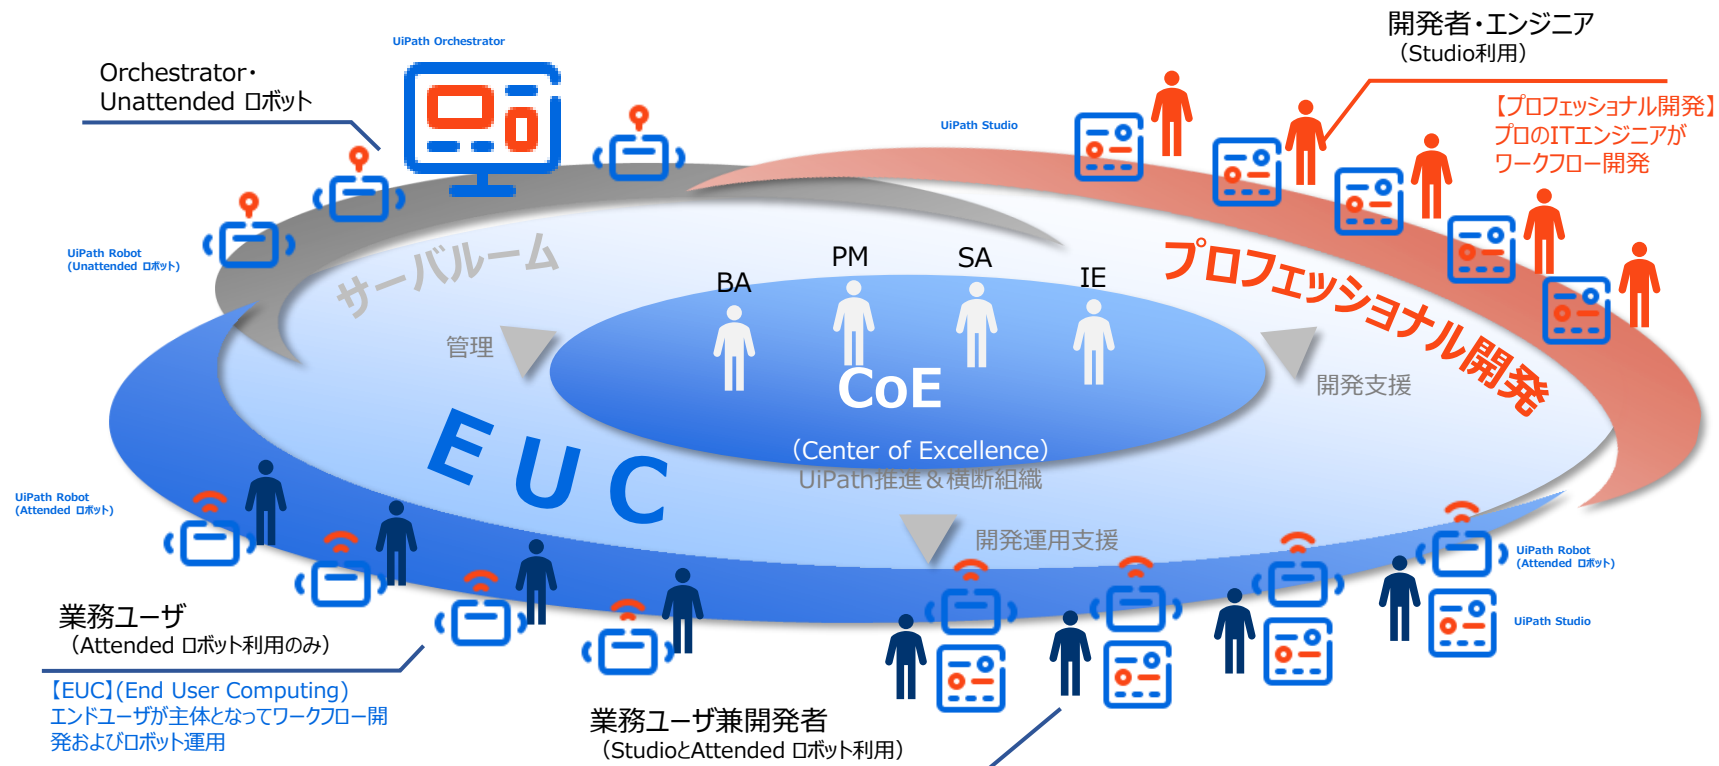 UiPath Orchestrator
Orchestrator・
Unattended ロボット
開発者・エンジニア
（Studio利用）
【プロフェッショナル開発】
プロのITエンジニアが
ワークフロー開発
UiPath Studio
UiPath Robot
(Unattended ロボット)
サーバルーム
プロフェッショナル開発
BA
PM
SA
IE
管理
CoE
開発支援
（Center of Excellence）
UiPath推進＆横断組織
EUC
開発運用支援
UiPath Robot
(Attended ロボット)
UiPath Robot
(Attended ロボット)
UiPath Studio
業務ユーザ
（Attended ロボット利用のみ）
【EUC】(End User Computing)
エンドユーザが主体となってワークフロー開
発およびロボット運用
業務ユーザ兼開発者
（StudioとAttended ロボット利用）